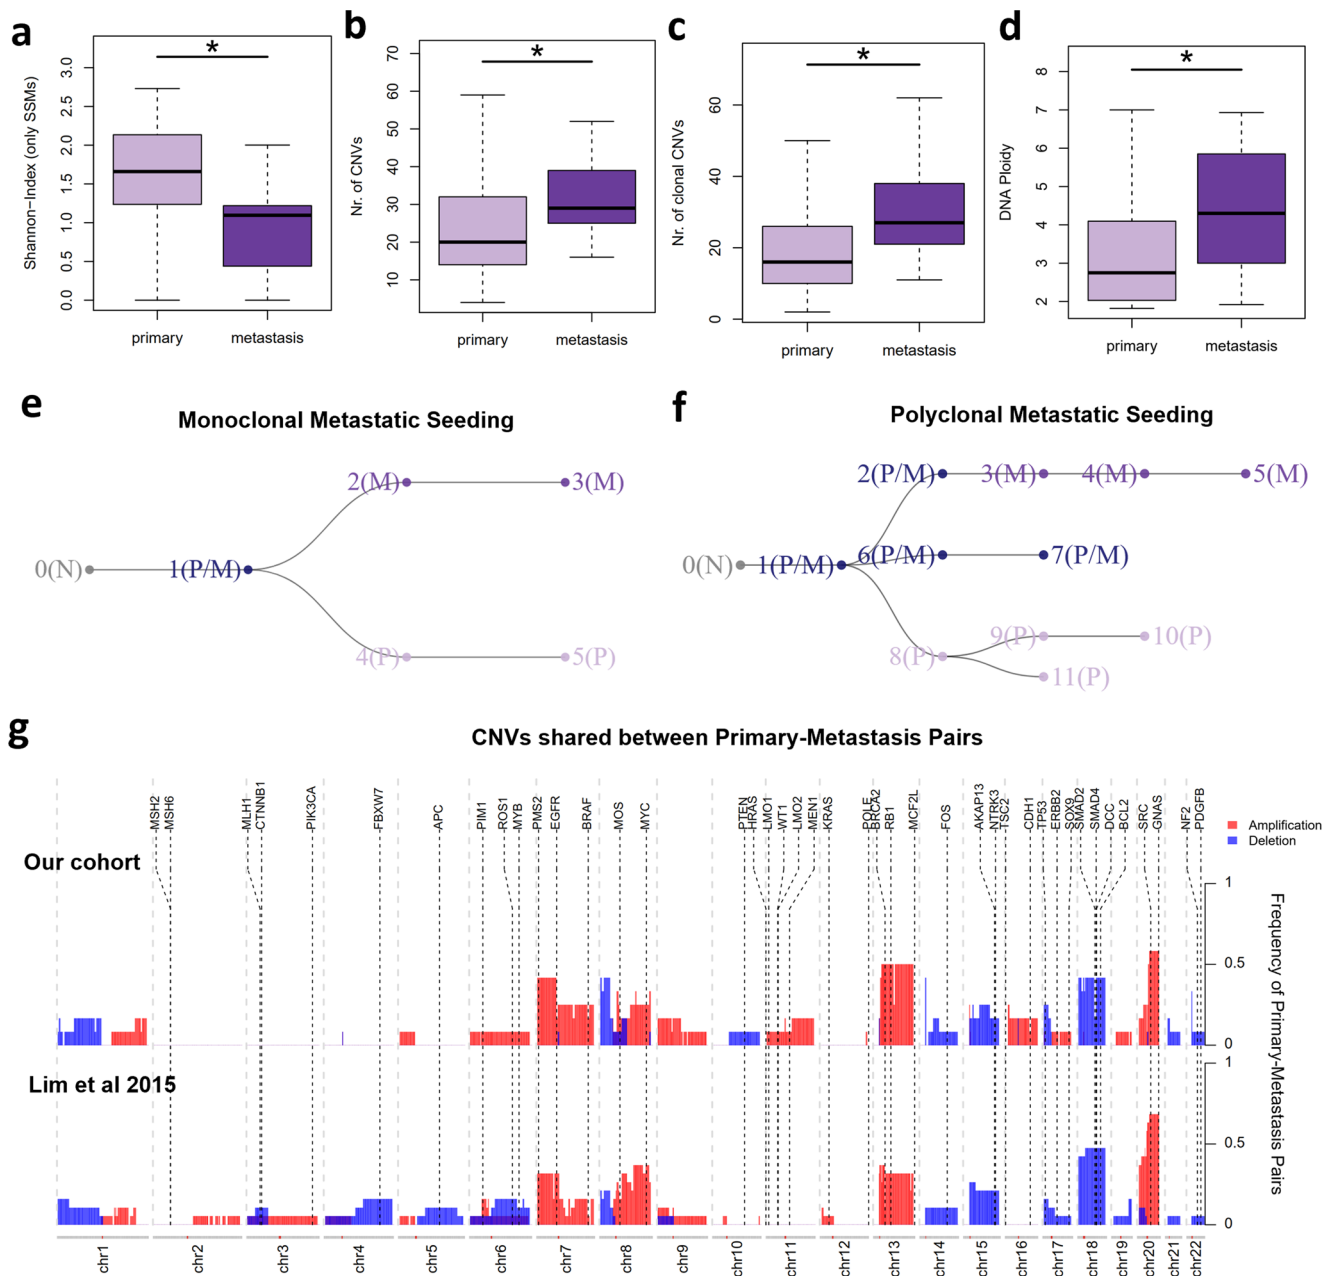 a
*
Shannon−Index (only SSMs)
3.0
2.5
2.0
1.5
1.0
0.5
0.0
primary
metastasis
b
*
Nr. of CNVs
70
60
50
40
30
20
10
primary
metastasis
c
*
Nr. of clonal CNVs
60
40
20
0
primary
metastasis
d
*
DNA Ploidy
8
7
6
5
4
3
2
primary
metastasis
e
Monoclonal Metastatic Seeding
0(N)
1(P/M)
2(M)
3(M)
4(P)
5(P)
f
Polyclonal Metastatic Seeding
0(N)
1(P/M)
2(P/M)
3(M)
4(M)
5(M)
6(P/M)
7(P/M)
8(P)
9(P)
10(P)
11(P)
g
CNVs shared between Primary-Metastasis Pairs
MSH2
MSH6
MLH1
CTNNB1
PIK3CA
FBXW7
APC
PIM1
ROS1
MYB
PMS2
EGFR
BRAF
MOS
MYC
PTEN
HRAS
LMO1
WT1
LMO2
MEN1
KRAS
POLE
BRCA2
RB1
MCF2L
FOS
AKAP13
NTRK3
TSC2
CDH1
TP53
ERBB2
SOX9
SMAD2
SMAD4
DCC
BCL2
SRC
GNAS
NF2
PDGFB
Amplification
Deletion
Our cohort
1
0.5
0
Lim et al 2015
1
0.5
0
Frequency of Primary-Metastasis Pairs
chr1
chr2
chr3
chr4
chr5
chr6
chr7
chr8
chr9
chr10
chr11
chr12
chr13
chr14
chr15
chr16
chr17
chr18
chr19
chr20
chr21
chr22